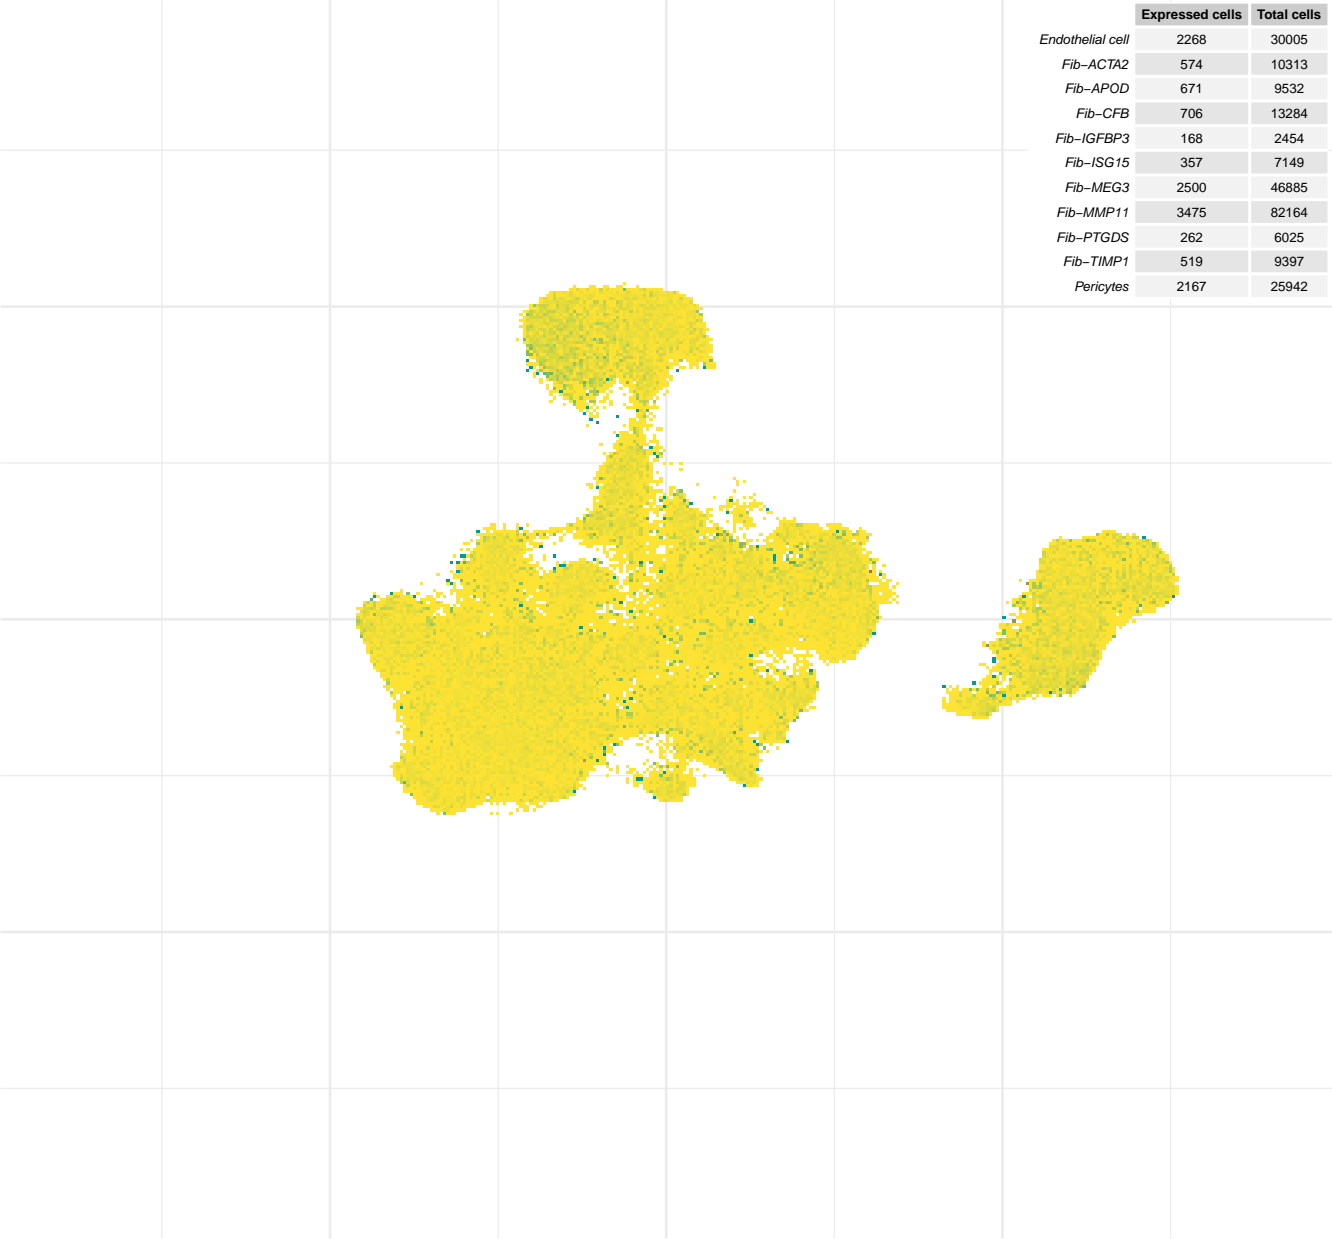 Expressed cells Total cells
Endothelial cell 2268 30005
Fib−ACTA2 574 10313
Fib−APOD 671 9532
Fib−CFB 706 13284
Fib−IGFBP3 168 2454
Fib−ISG15 357 7149
Fib−MEG3 2500 46885
Fib−MMP11 3475 82164
Fib−PTGDS 262 6025
Fib−TIMP1 519 9397
Pericytes 2167 25942